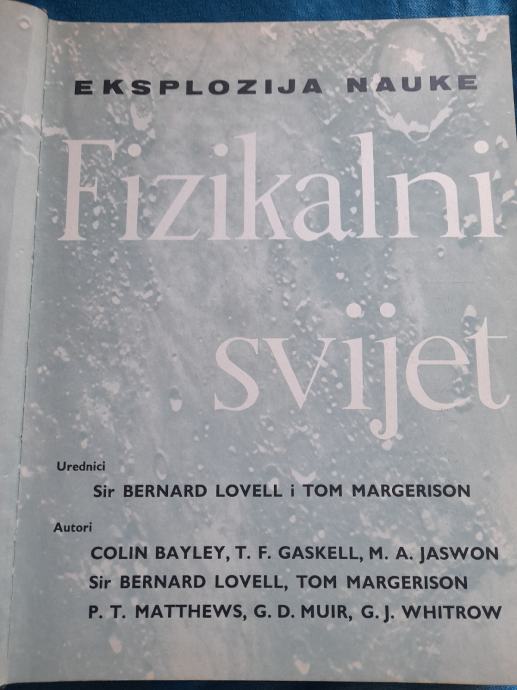 EKSPLOZIJA NAUKE
Fizikalni
svijet
Urednici
Sir BERNARD LOVELL i TOM MARGERISON
Autori
COLIN BAYLEY, T. F. GASKELL, M. A. JASWON
Sir BERNARD LOVELL, TOM MARGERISON
P. T. MATTHEWS, G. D. MUIR, G. J. WHITROW